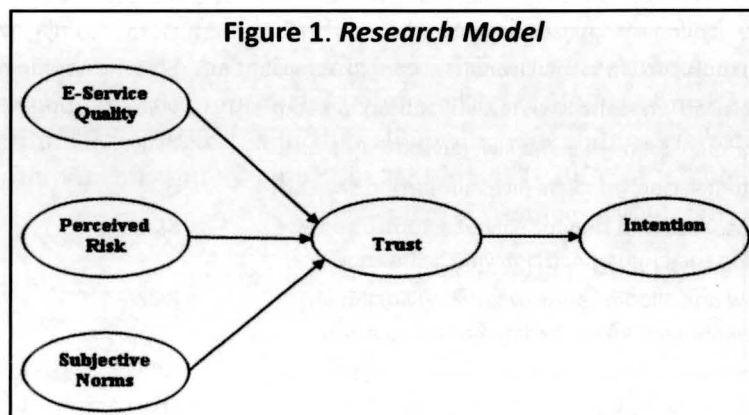 Figure 1. Research Model
E-Service
Quality
Perceived
Risk
Trust
Intention
Subjective
Norms